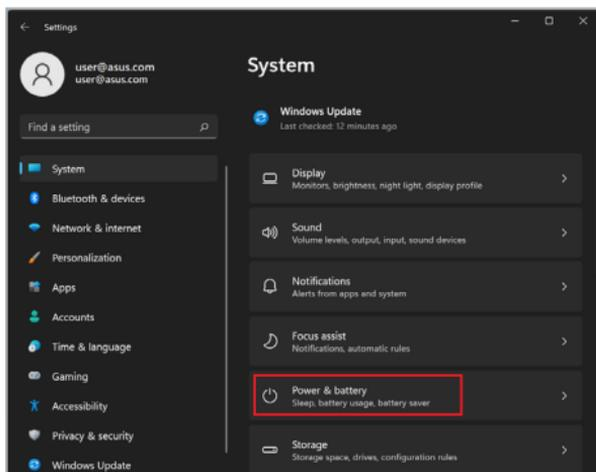 Settings
user@asus.com
user@asus.com
Find a setting
System
Bluetooth & devices
Network & internet
Personalization
Apps
Accounts
Time & language
Gaming
Accessibility
Privacy & security
Windows Update
System
Windows Update
Last checked: 12 minutes ago
Display
Monitors, brightness, night light, display profile
Sound
Volume levels, output, input, sound devices
Notifications
Alerts from apps and system
Focus assist
Notifications, automatic rules
Power & battery
Sleep, battery usage, battery saver
Storage
Storage space, drives, configuration rules